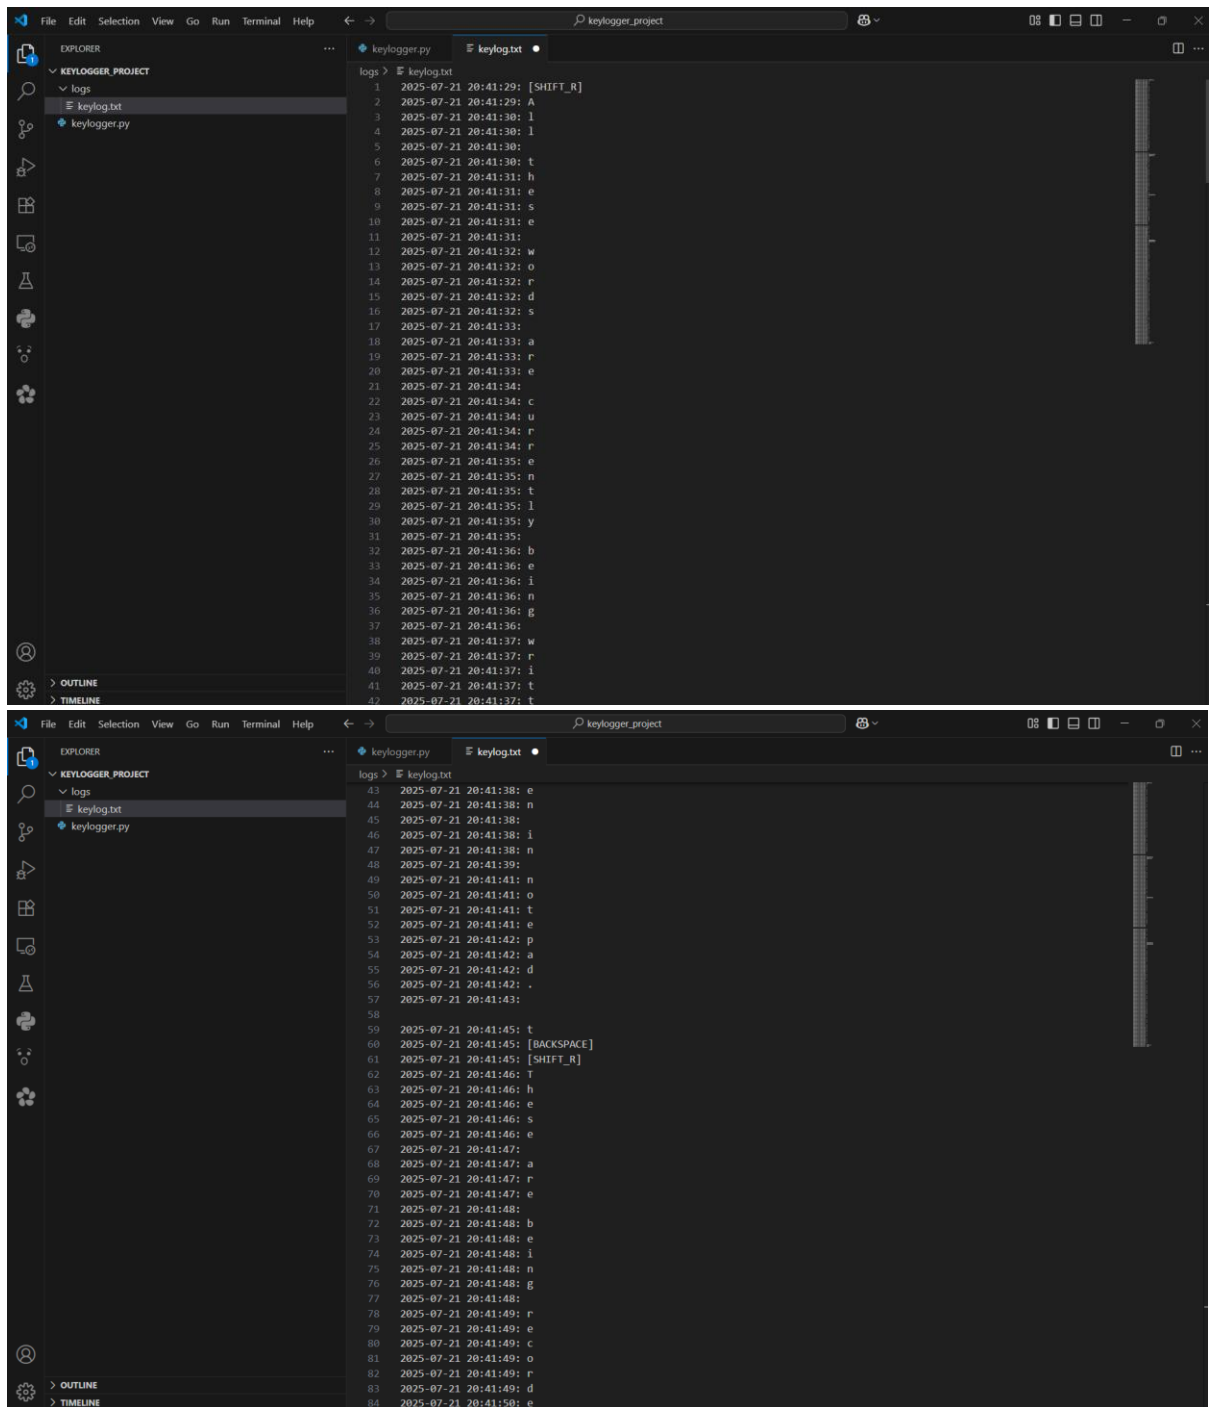 File Edit Selection View Go Run Terminal Help keylogger_project
EXPLORER
KEYLOGGER_PROJECT
logs
keylog.txt
keylogger.py
OUTLINE
TIMELINE
keylogger.py keylog.txt
logs > keylog.txt
1 2025-07-21 20:41:29: [SHIFT_R]
2 2025-07-21 20:41:29: A
3 2025-07-21 20:41:30: l
4 2025-07-21 20:41:30: l
5 2025-07-21 20:41:30:
6 2025-07-21 20:41:30: t
7 2025-07-21 20:41:31: h
8 2025-07-21 20:41:31: e
9 2025-07-21 20:41:31: s
10 2025-07-21 20:41:31: e
11 2025-07-21 20:41:31:
12 2025-07-21 20:41:32: w
13 2025-07-21 20:41:32: o
14 2025-07-21 20:41:32: r
15 2025-07-21 20:41:32: d
16 2025-07-21 20:41:32: s
17 2025-07-21 20:41:33:
18 2025-07-21 20:41:33: a
19 2025-07-21 20:41:33: r
20 2025-07-21 20:41:33: e
21 2025-07-21 20:41:34:
22 2025-07-21 20:41:34: c
23 2025-07-21 20:41:34: u
24 2025-07-21 20:41:34: r
25 2025-07-21 20:41:34: r
26 2025-07-21 20:41:35: e
27 2025-07-21 20:41:35: n
28 2025-07-21 20:41:35: t
29 2025-07-21 20:41:35: l
30 2025-07-21 20:41:35: y
31 2025-07-21 20:41:35:
32 2025-07-21 20:41:36: b
33 2025-07-21 20:41:36: e
34 2025-07-21 20:41:36: i
35 2025-07-21 20:41:36: n
36 2025-07-21 20:41:36: g
37 2025-07-21 20:41:36:
38 2025-07-21 20:41:37: w
39 2025-07-21 20:41:37: r
40 2025-07-21 20:41:37: i
41 2025-07-21 20:41:37: t
42 2025-07-21 20:41:37: t
File Edit Selection View Go Run Terminal Help keylogger_project
EXPLORER
KEYLOGGER_PROJECT
logs
keylog.txt
keylogger.py
OUTLINE
TIMELINE
keylogger.py keylog.txt
logs > keylog.txt
43 2025-07-21 20:41:38: e
44 2025-07-21 20:41:38: n
45 2025-07-21 20:41:38:
46 2025-07-21 20:41:38: i
47 2025-07-21 20:41:38: n
48 2025-07-21 20:41:39:
49 2025-07-21 20:41:41: n
50 2025-07-21 20:41:41: o
51 2025-07-21 20:41:41: t
52 2025-07-21 20:41:41: e
53 2025-07-21 20:41:42: p
54 2025-07-21 20:41:42: a
55 2025-07-21 20:41:42: d
56 2025-07-21 20:41:42: .
57 2025-07-21 20:41:43:
58
59 2025-07-21 20:41:45: t
60 2025-07-21 20:41:45: [BACKSPACE]
61 2025-07-21 20:41:45: [SHIFT_R]
62 2025-07-21 20:41:46: T
63 2025-07-21 20:41:46: h
64 2025-07-21 20:41:46: e
65 2025-07-21 20:41:46: s
66 2025-07-21 20:41:46: e
67 2025-07-21 20:41:47:
68 2025-07-21 20:41:47: a
69 2025-07-21 20:41:47: r
70 2025-07-21 20:41:47: e
71 2025-07-21 20:41:48:
72 2025-07-21 20:41:48: b
73 2025-07-21 20:41:48: e
74 2025-07-21 20:41:48: i
75 2025-07-21 20:41:48: n
76 2025-07-21 20:41:48: g
77 2025-07-21 20:41:48:
78 2025-07-21 20:41:49: r
79 2025-07-21 20:41:49: e
80 2025-07-21 20:41:49: c
81 2025-07-21 20:41:49: o
82 2025-07-21 20:41:49: r
83 2025-07-21 20:41:49: d
84 2025-07-21 20:41:50: e